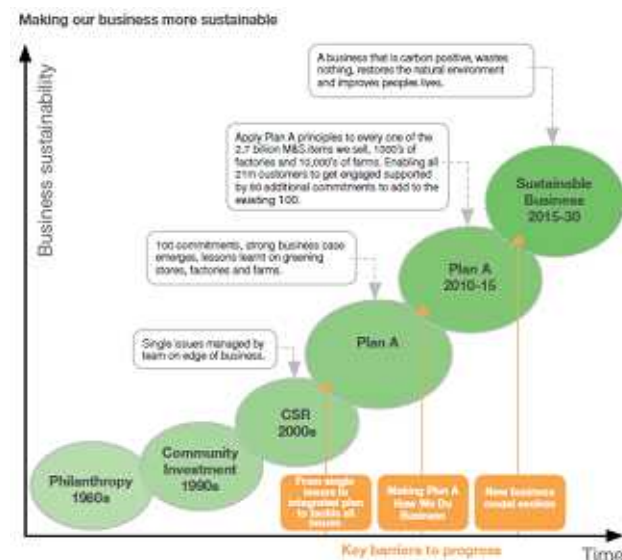 Making our business more sustainable
Business sustainability
A business that is carbon positive, wastes
nothing, restores the natural environment
and improves peoples lives.
Apply Plan A principles to every one of the
2.7 billion M&S items we sell, 1000's of
factories and 10,000's of farms. Enabling all
21m customers to get engaged supported
by 80 additional commitments to add to the
existing 100.
Sustainable
Business
2015-30
100 commitments, strong business case
emerges, lessons learnt on greening
stores, factories and farms.
Plan A
2010-15
Single issues managed by
team on edge of business.
Plan A
CSR
2000s
Community
Investment
1990s
Philanthropy
1960s
From single
issues to
integrated plan
to tackle all
issues
Making Plan A
How We Do
Business
New business
model
Key barriers to progress
Time